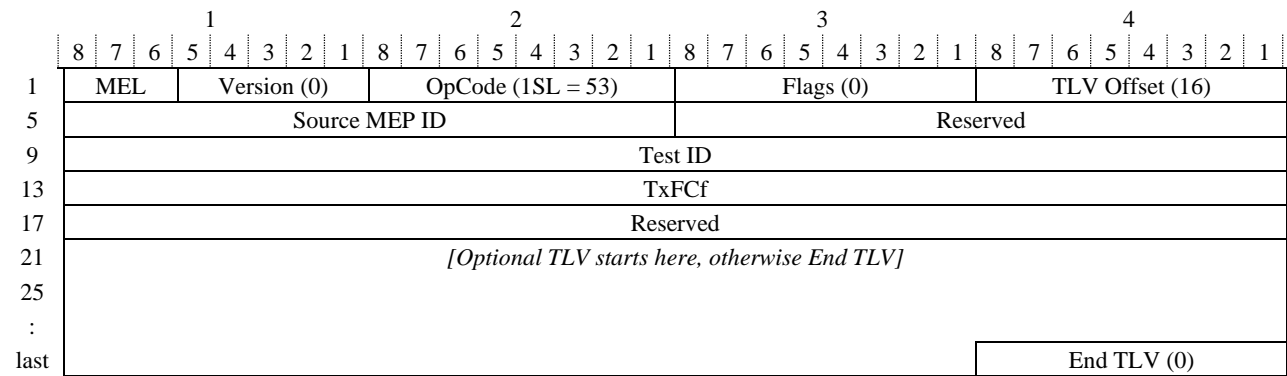 1 2 3 4
8 7 6 5 4 3 2 1 8 7 6 5 4 3 2 1 8 7 6 5 4 3 2 1 8 7 6 5 4 3 2 1
1 MEL Version (0) OpCode (1SL = 53) Flags (0) TLV Offset (16)
5 Source MEP ID Reserved
9 Test ID
13 TxFCf
17 Reserved
21 [Optional TLV starts here, otherwise End TLV]
25
:
last End TLV (0)